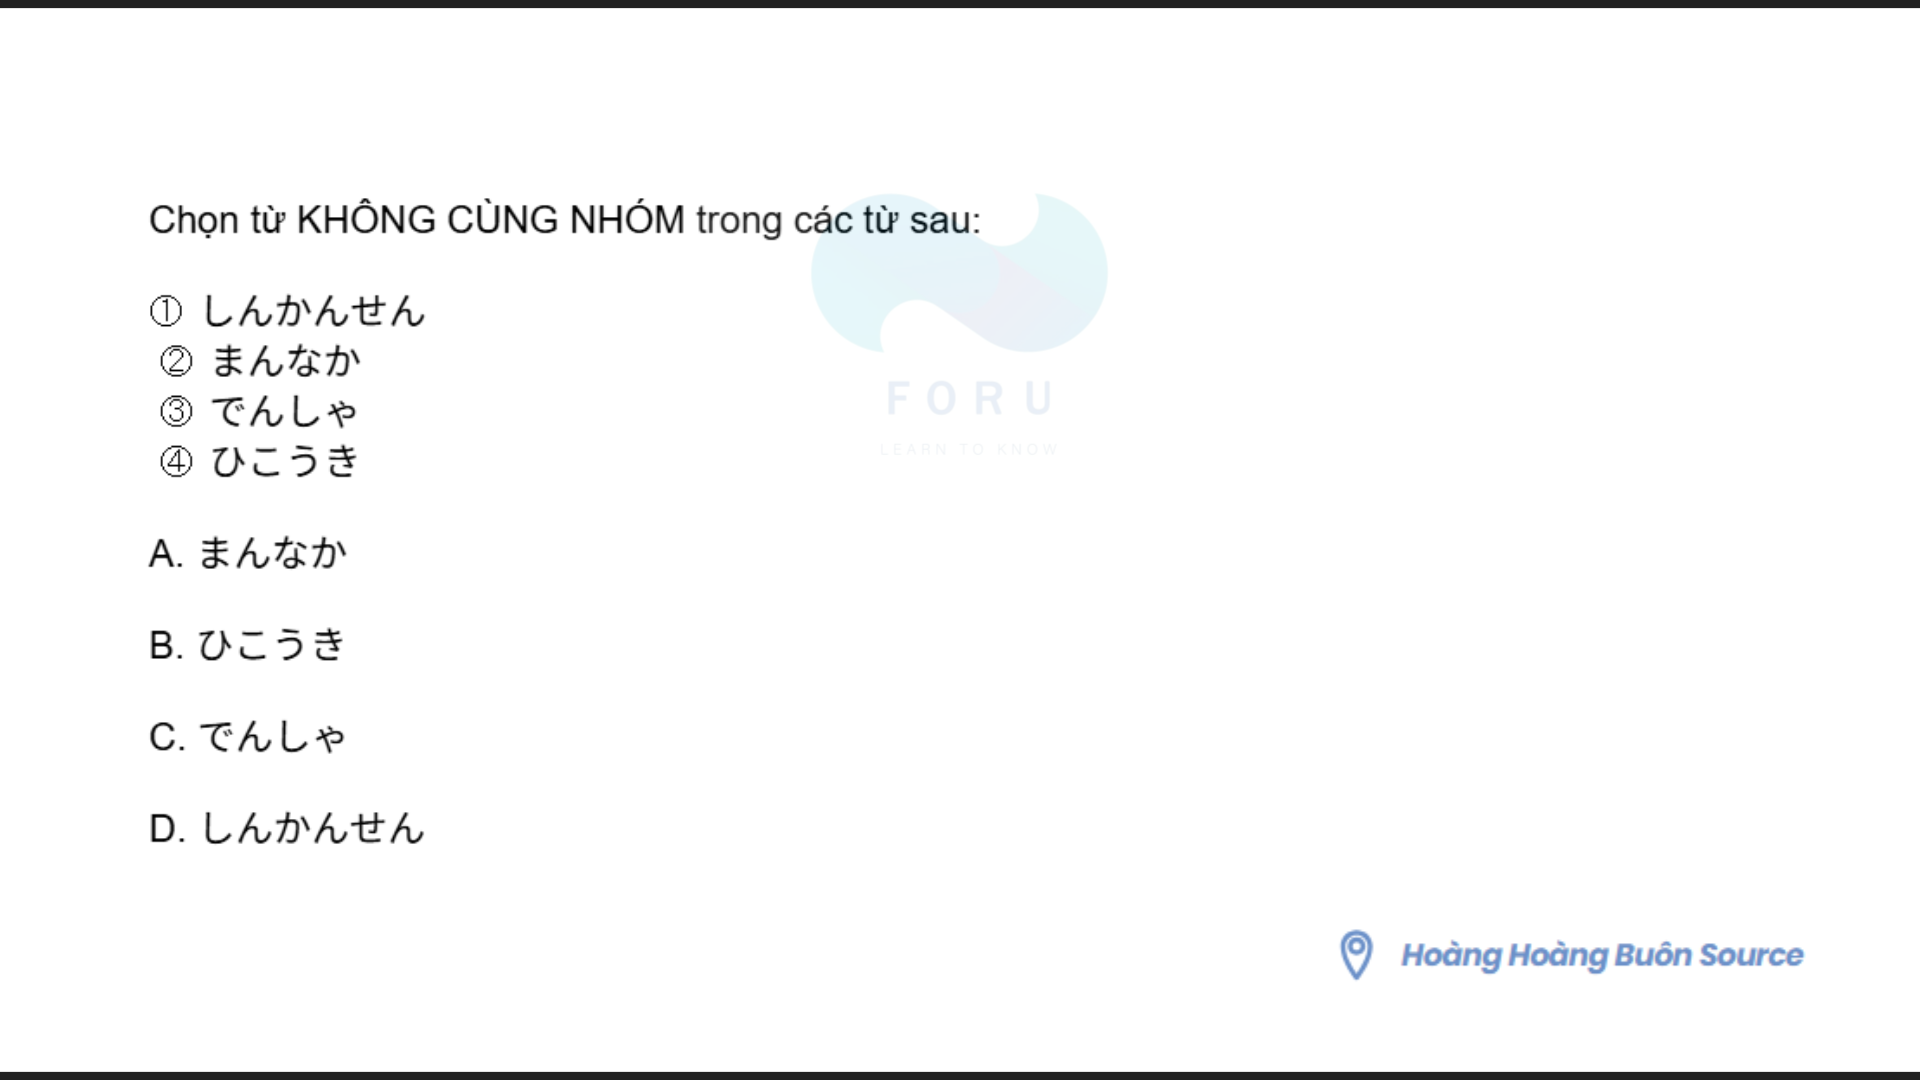 Chọn từ KHÔNG CÙNG NHÓM trong các từ sau:
① しんかんせん
② まんなか
③ でんしゃ
④ ひこうき
A. まんなか
B. ひこうき
C. でんしゃ
D. しんかんせん
FORU
LEARN TO KNOW
Hoàng Hoàng Buôn Source